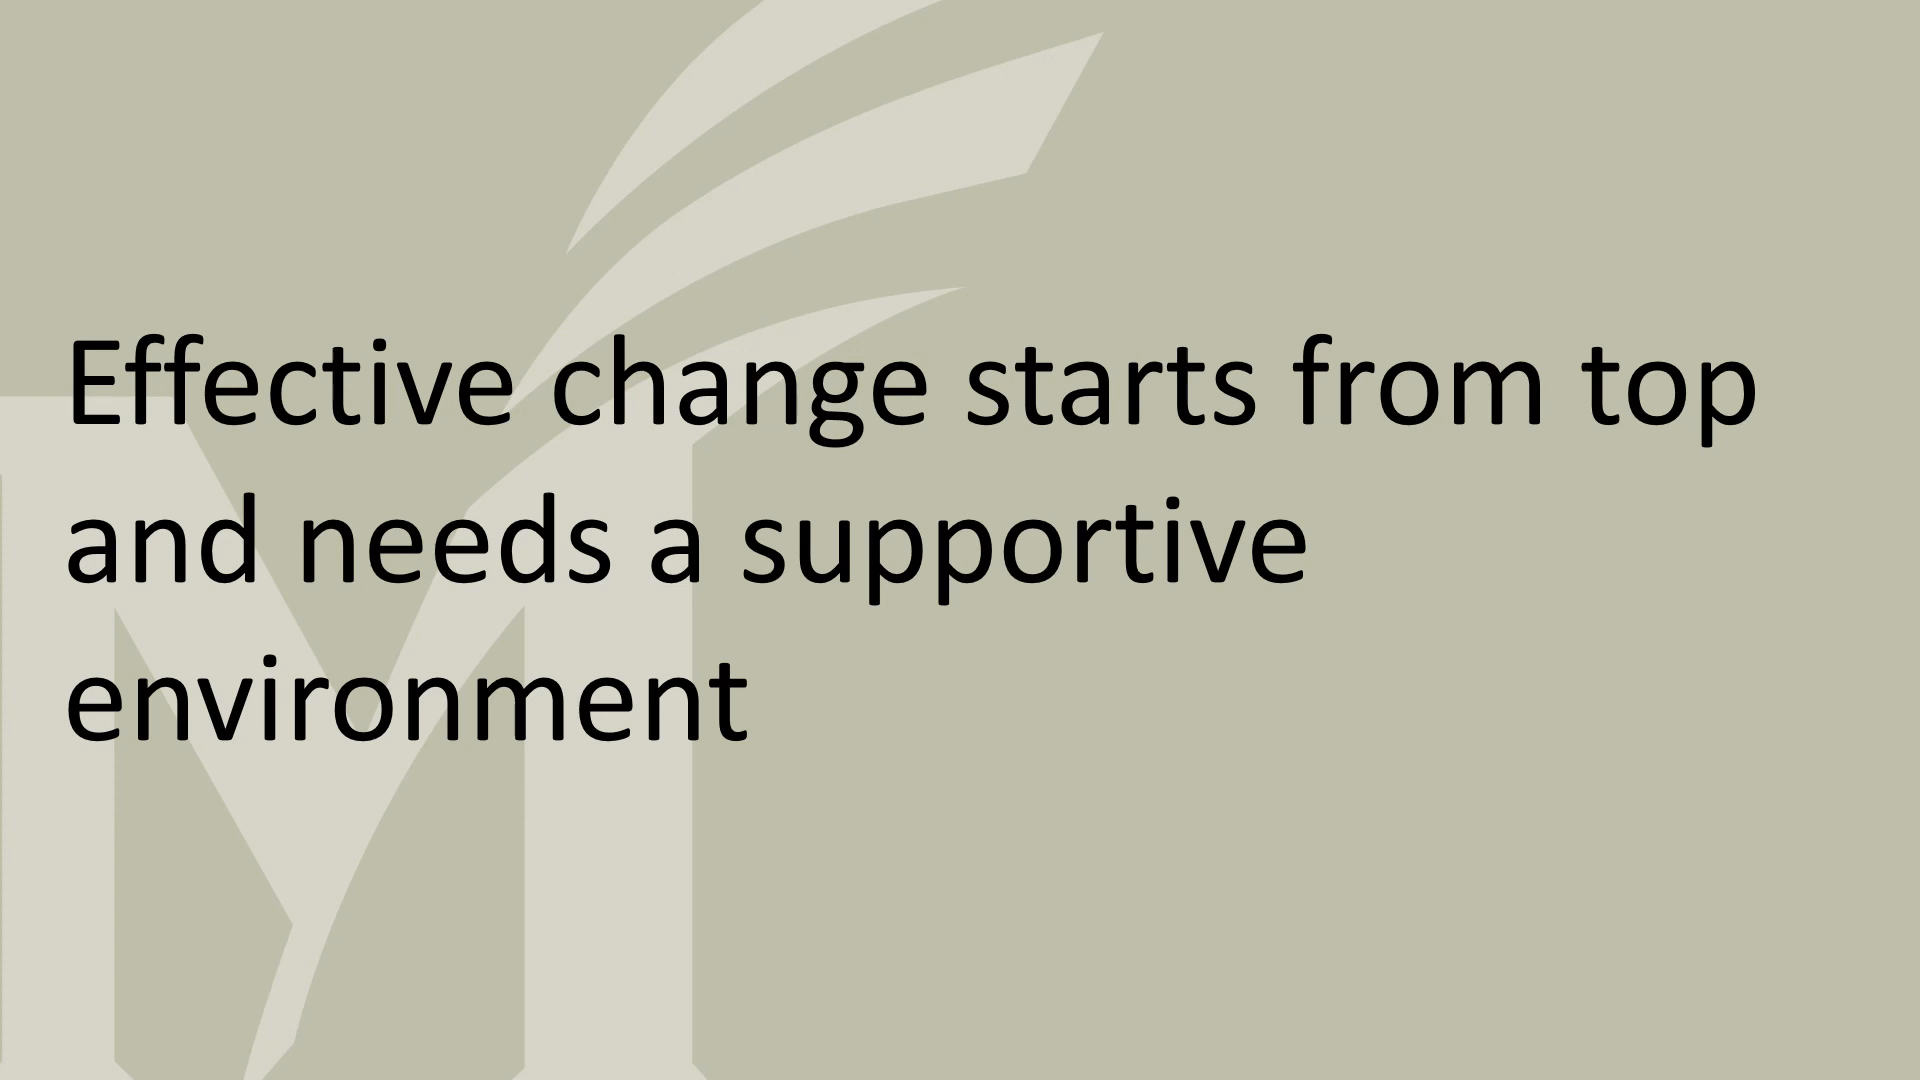 Effective change starts from top
and needs a supportive
environment